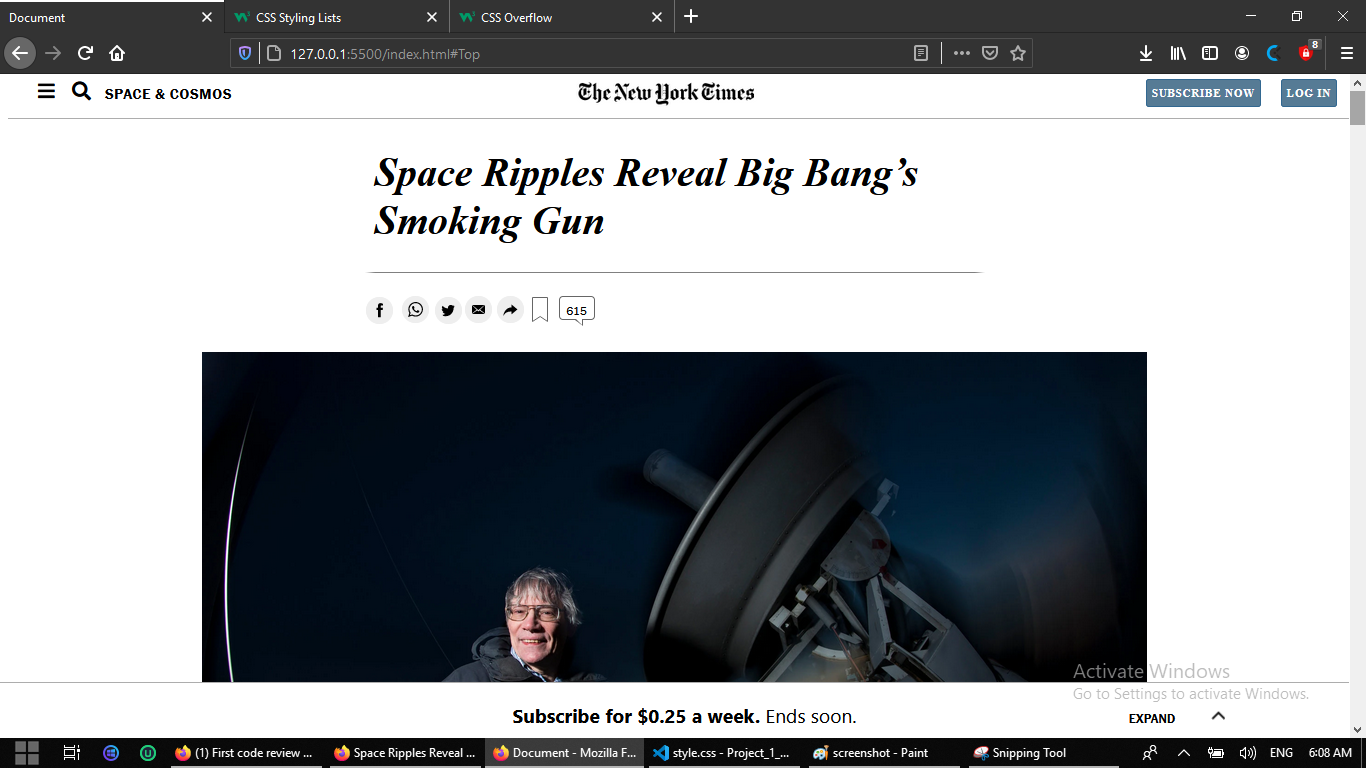 Document
CSS Styling Lists
CSS Overflow
127.0.0.1:5500/index.html#Top
8
SPACE & COSMOS
The New York Times
SUBSCRIBE NOW
LOG IN
Space Ripples Reveal Big Bang’s
Smoking Gun
615
Activate Windows
Go to Settings to activate Windows.
Subscribe for $0.25 a week. Ends soon.
EXPAND
(1) First code review ...
Space Ripples Reveal ...
Document - Mozilla F...
style.css - Project_1_...
screenshot - Paint
Snipping Tool
ENG
6:08 AM